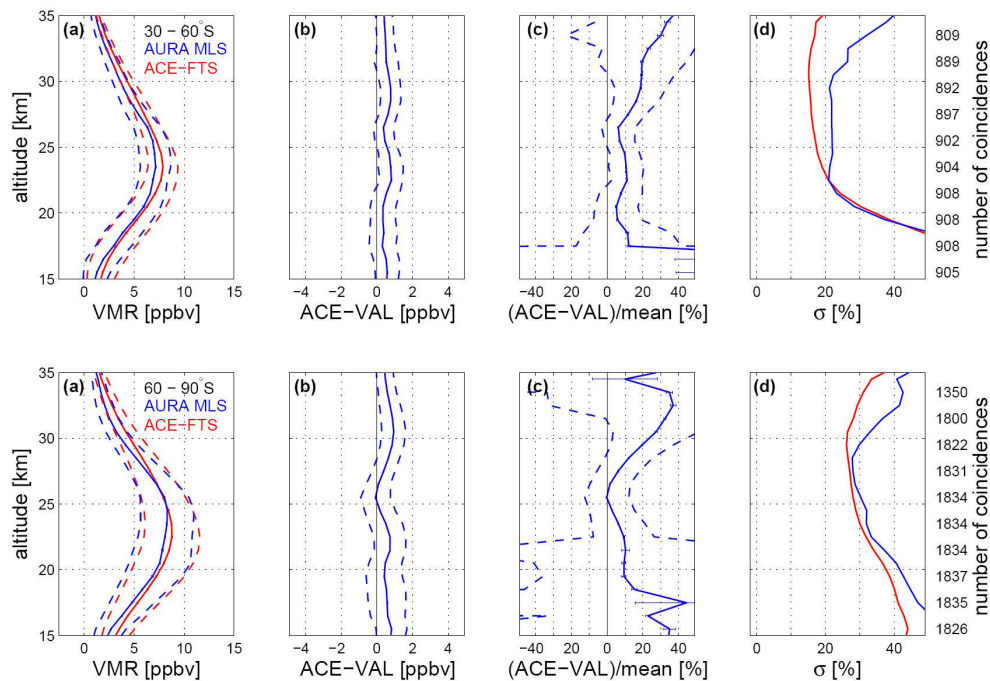 (a) 30 – 60°S
AURA MLS
ACE–FTS
(b)
(c)
(d)
35
30
25
20
15
altitude [km]
0 5 10 15
VMR [ppbv]
−4 −2 0 2 4
ACE−VAL [ppbv]
−40 −20 0 20 40
(ACE−VAL)/mean [%]
0 20 40
σ [%]
809
889
892
897
902
904
908
908
908
905
number of coincidences
(a) 60 – 90°S
AURA MLS
ACE–FTS
(b)
(c)
(d)
35
30
25
20
15
altitude [km]
0 5 10 15
VMR [ppbv]
−4 −2 0 2 4
ACE−VAL [ppbv]
−40 −20 0 20 40
(ACE−VAL)/mean [%]
0 20 40
σ [%]
1350
1800
1822
1831
1834
1834
1834
1837
1835
1826
number of coincidences